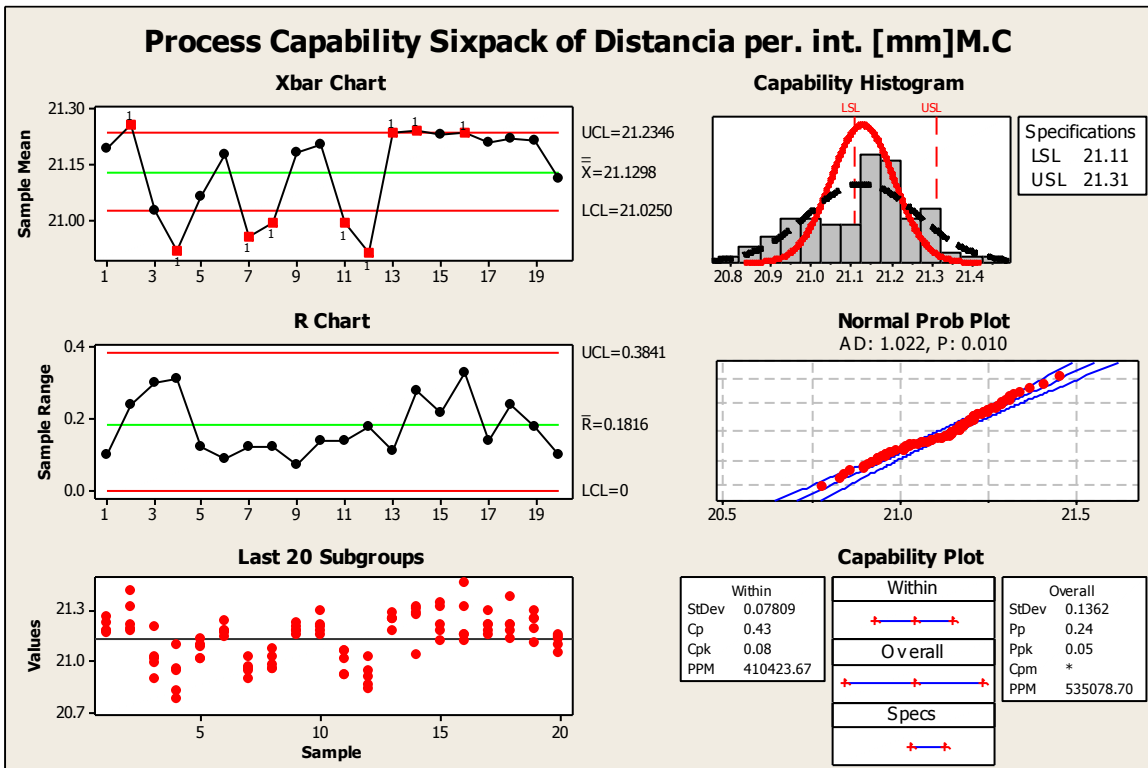 Process Capability Sixpack of Distancia per. int. [mm]M.C
Xbar Chart
Sample Mean
21.30
21.15
21.00
1 3 5 7 9 11 13 15 17 19
1
1
1
1
1
1
1
1
1
UCL=21.2346
X=21.1298
LCL=21.0250
Capability Histogram
LSL USL
20.8 20.9 21.0 21.1 21.2 21.3 21.4
Specifications
LSL 21.11
USL 21.31
R Chart
Sample Range
0.4
0.2
0.0
1 3 5 7 9 11 13 15 17 19
UCL=0.3841
R=0.1816
LCL=0
Normal Prob Plot
AD: 1.022, P: 0.010
20.5 21.0 21.5
Last 20 Subgroups
Values
21.3
21.0
20.7
5 10 15 20
Sample
Capability Plot
Within
StDev 0.07809
Cp 0.43
Cpk 0.08
PPM 410423.67
Within
Overall
Specs
Overall
StDev 0.1362
Pp 0.24
Ppk 0.05
Cpm *
PPM 535078.70